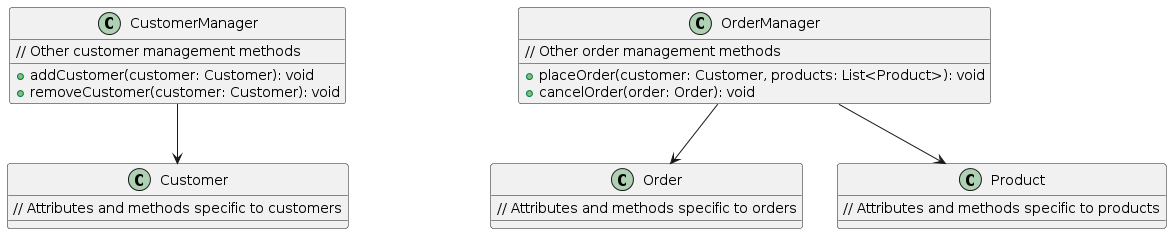 C CustomerManager
// Other customer management methods
addCustomer(customer: Customer): void
removeCustomer(customer: Customer): void
C OrderManager
// Other order management methods
placeOrder(customer: Customer, products: List<Product>): void
cancelOrder(order: Order): void
C Customer
// Attributes and methods specific to customers
C Order
// Attributes and methods specific to orders
C Product
// Attributes and methods specific to products